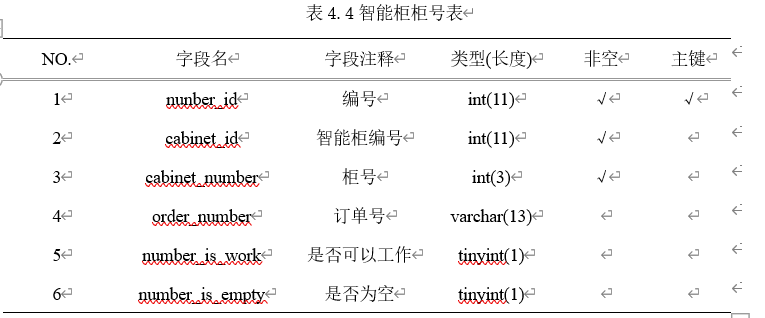 表 4.4 智能柜柜号表
NO. 字段名 字段注释 类型(长度) 非空 主键
1 nunber_id 编号 int(11) √ √
2 cabinet_id 智能柜编号 int(11) √
3 cabinet_number 柜号 int(3) √
4 order_number 订单号 varchar(13)
5 number_is_work 是否可以工作 tinyint(1)
6 number_is_empty 是否为空 tinyint(1)